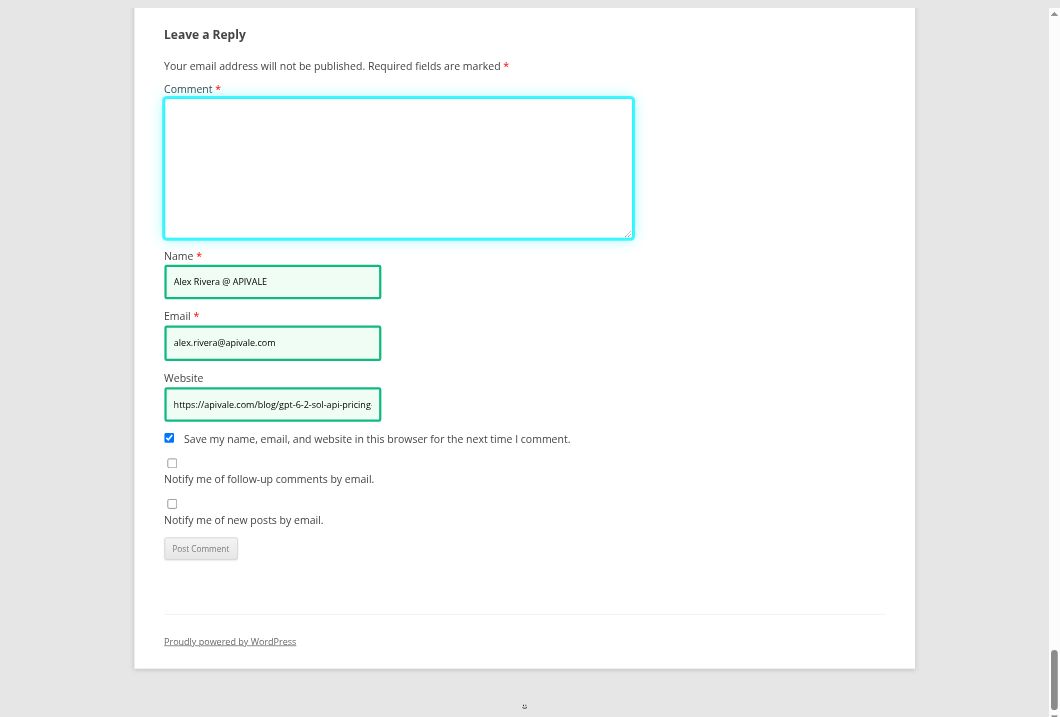 Leave a Reply
Your email address will not be published. Required fields are marked *
Comment *
Name *
Alex Rivera @ APIVALE
Email *
alex.rivera@apivale.com
Website
https://apivale.com/blog/gpt-6-2-sol-api-pricing
Save my name, email, and website in this browser for the next time I comment.
Notify me of follow-up comments by email.
Notify me of new posts by email.
Post Comment
Proudly powered by WordPress